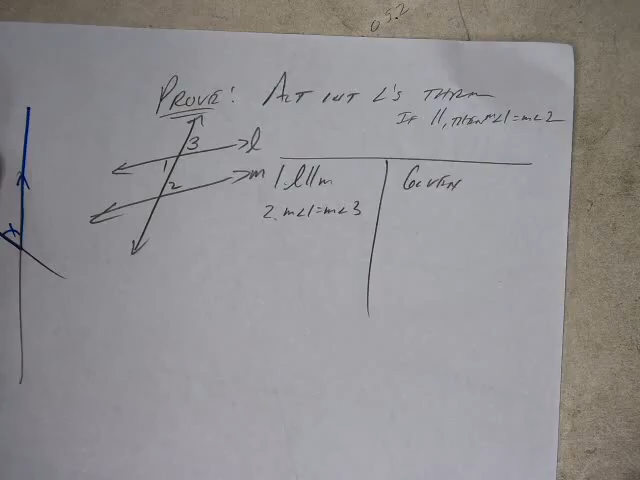 PROVE: ALT INT ∠'S THRM
IF ||, THEN m∠1=m∠2
3
l
1
2
m
1. l||m
GIVEN
2. m∠1=m∠3